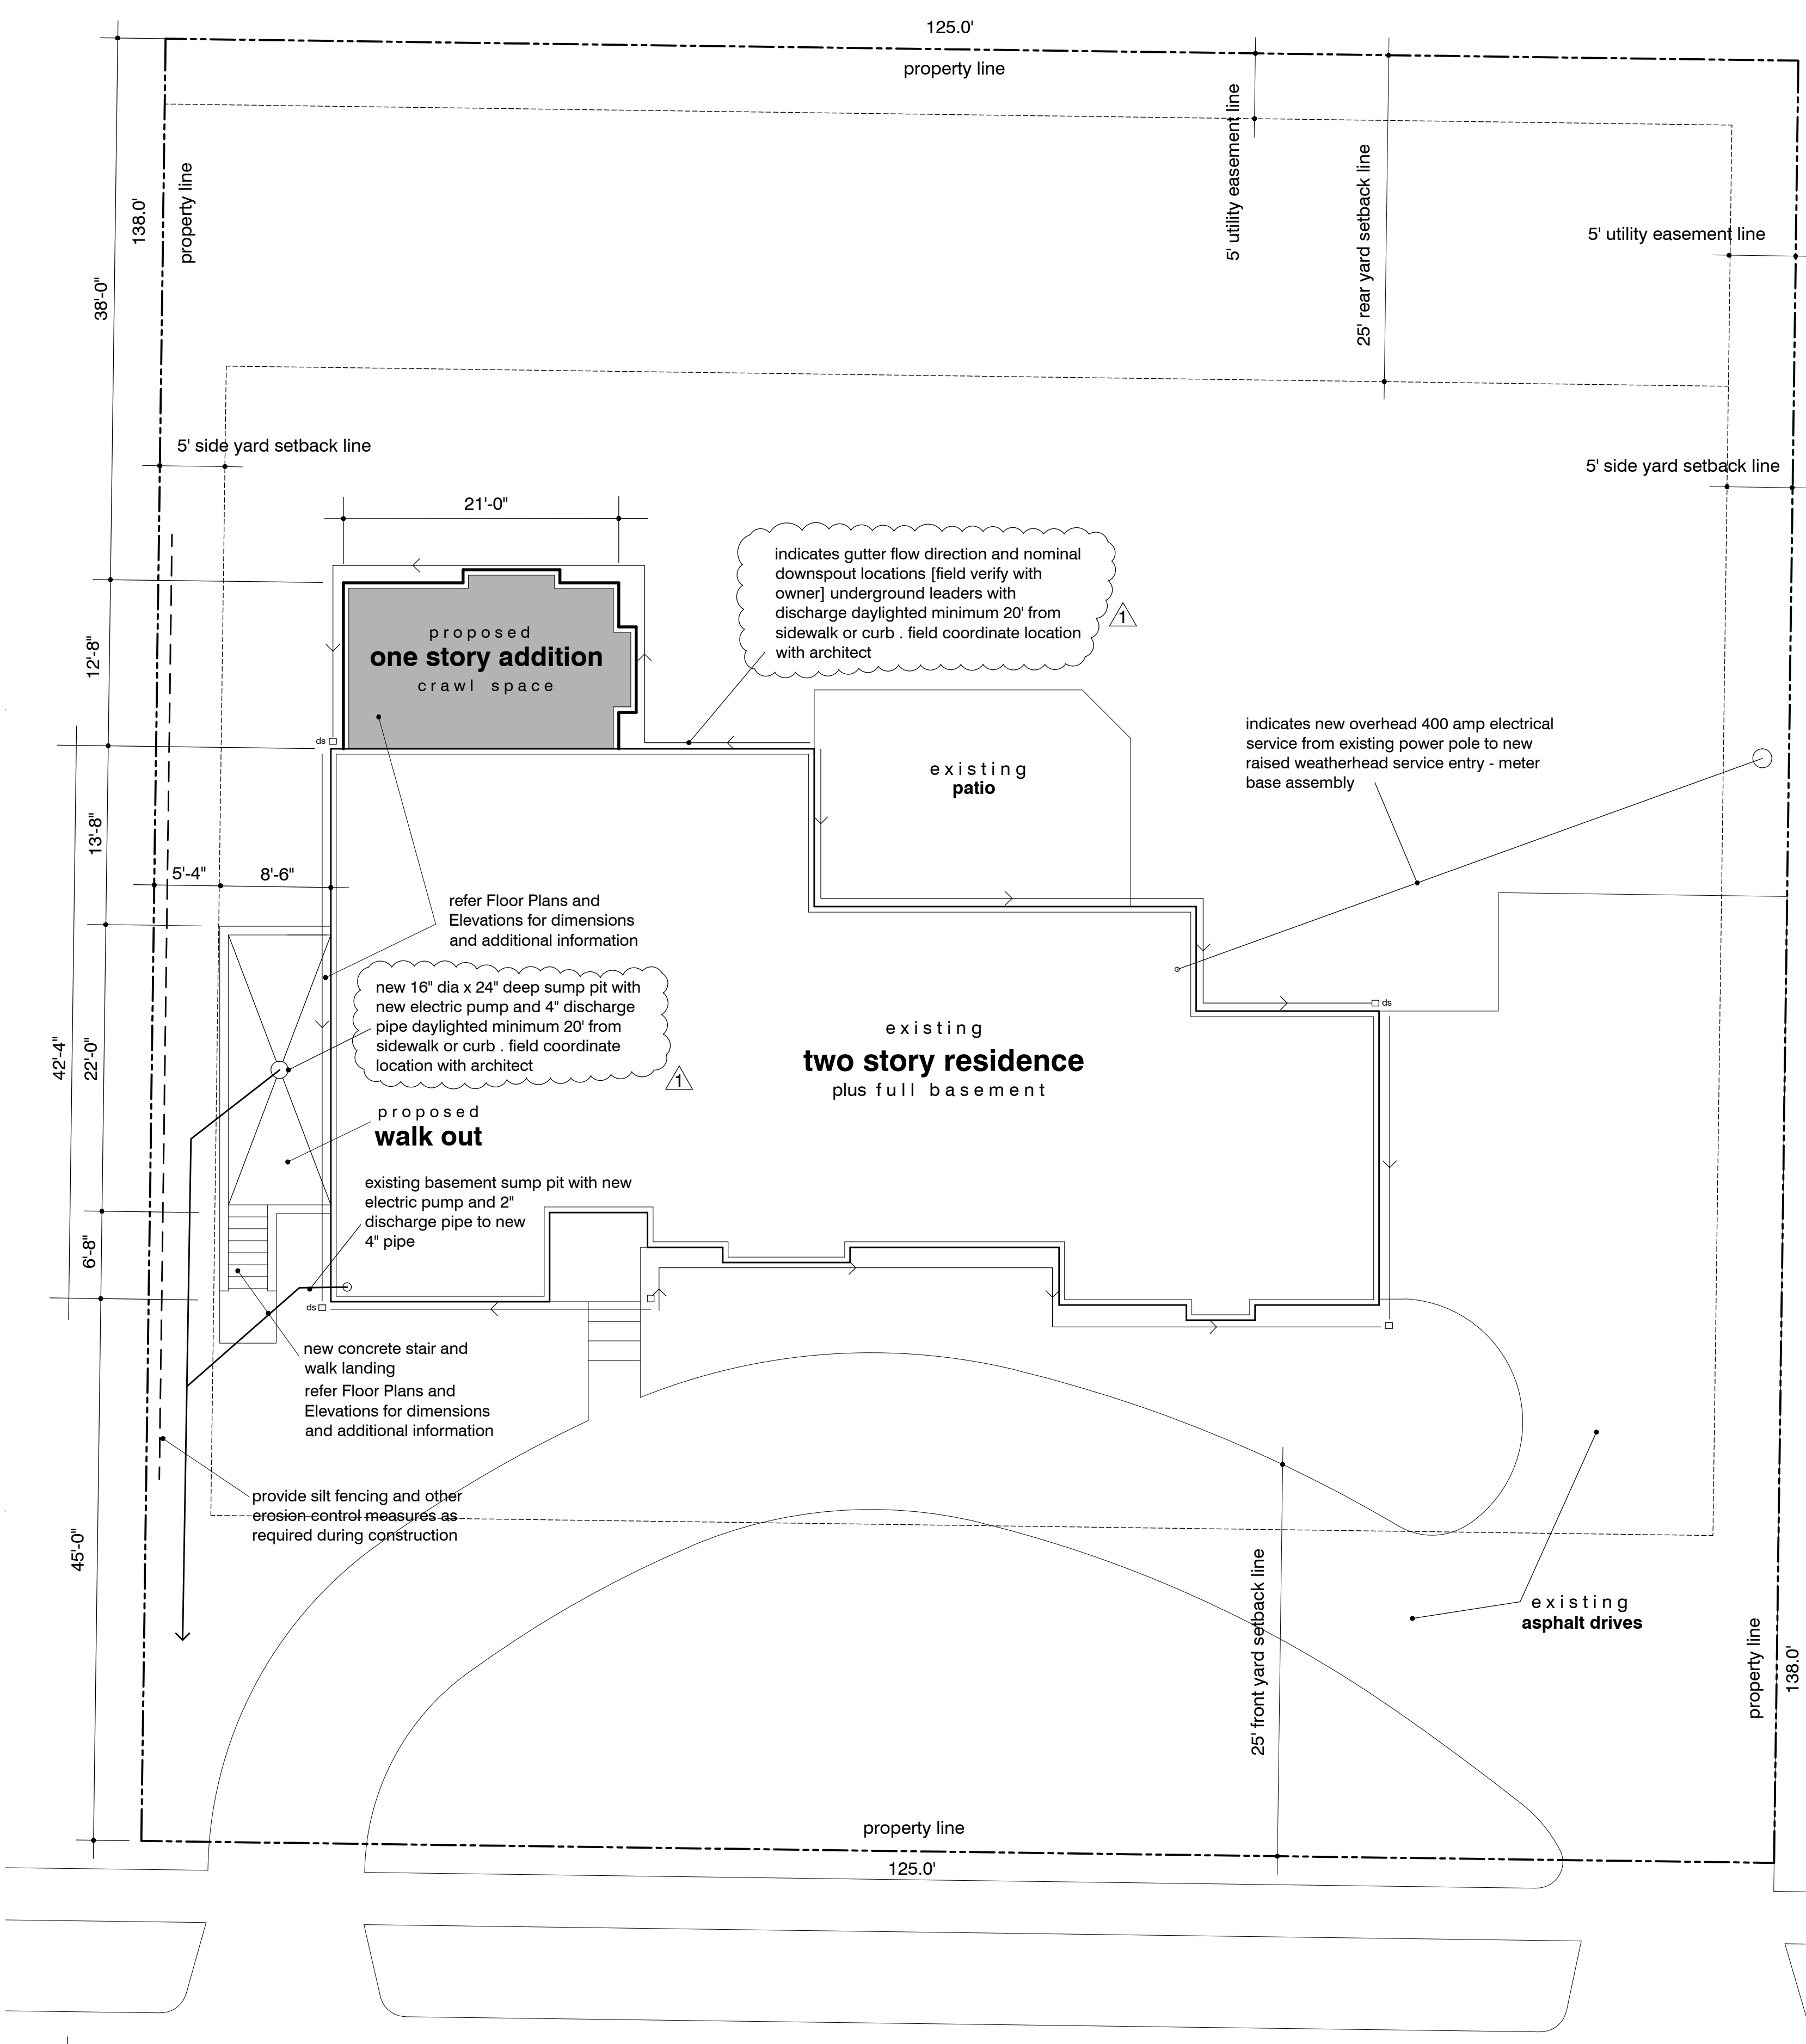 125.0'
property line
5' utility easement line
25' rear yard setback line
property line
138.0'
5' utility easement line
38'-0"
5' side yard setback line
5' side yard setback line
21'-0"
indicates gutter flow direction and nominal
downspout locations [field verify with
owner] underground leaders with
discharge daylighted minimum 20' from
sidewalk or curb . field coordinate location
with architect
1
proposed
one story addition
crawl space
12'-8"
ds
indicates new overhead 400 amp electrical
service from existing power pole to new
raised weatherhead service entry - meter
base assembly
existing
patio
13'-8"
5'-4"
8'-6"
refer Floor Plans and
Elevations for dimensions
and additional information
new 16" dia x 24" deep sump pit with
new electric pump and 4" discharge
pipe daylighted minimum 20' from
sidewalk or curb . field coordinate
location with architect
1
ds
existing
two story residence
plus full basement
42'-4"
22'-0"
proposed
walk out
existing basement sump pit with new
electric pump and 2"
discharge pipe to new
4" pipe
6'-8"
ds
new concrete stair and
walk landing
refer Floor Plans and
Elevations for dimensions
and additional information
provide silt fencing and other
erosion control measures as
required during construction
45'-0"
25' front yard setback line
existing
asphalt drives
property line
138.0'
property line
125.0'